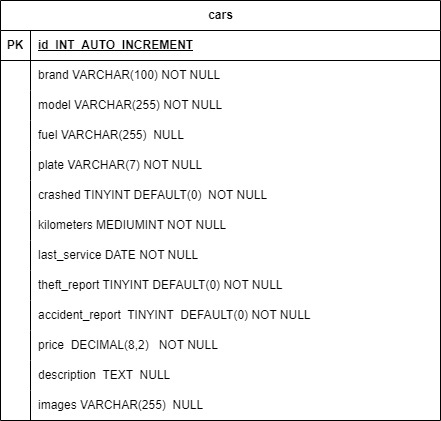 cars
PK id INT AUTO_INCREMENT
brand VARCHAR(100) NOT NULL
model VARCHAR(255) NOT NULL
fuel VARCHAR(255)  NULL
plate VARCHAR(7) NOT NULL
crashed TINYINT DEFAULT(0)  NOT NULL
kilometers MEDIUMINT NOT NULL
last_service DATE NOT NULL
theft_report TINYINT DEFAULT(0) NOT NULL
accident_report  TINYINT  DEFAULT(0) NOT NULL
price  DECIMAL(8,2)   NOT NULL
description  TEXT  NULL
images VARCHAR(255)  NULL